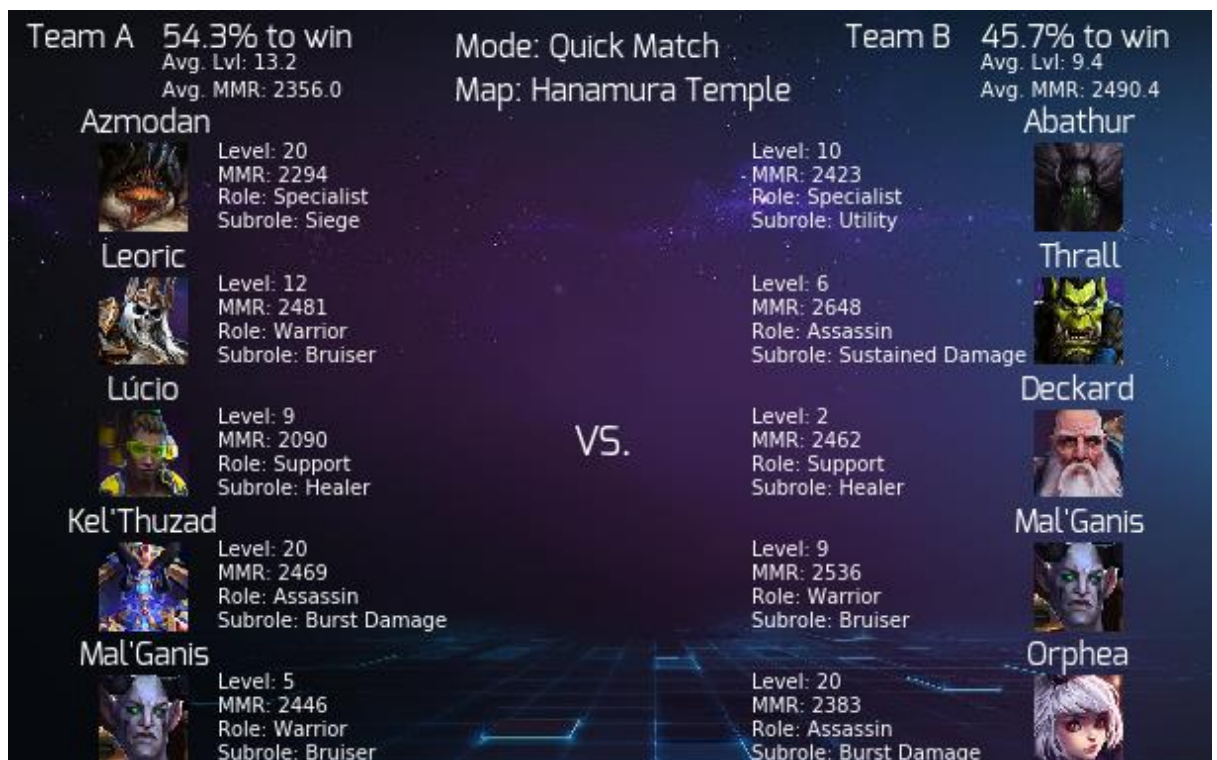 Team A 54.3% to win
Avg. Lvl: 13.2
Avg. MMR: 2356.0
Mode: Quick Match
Map: Hanamura Temple
Team B 45.7% to win
Avg. Lvl: 9.4
Avg. MMR: 2490.4
Azmodan
Level: 20
MMR: 2294
Role: Specialist
Subrole: Siege
Leoric
Level: 12
MMR: 2481
Role: Warrior
Subrole: Bruiser
Lúcio
Level: 9
MMR: 2090
Role: Support
Subrole: Healer
Kel'Thuzad
Level: 20
MMR: 2469
Role: Assassin
Subrole: Burst Damage
Mal'Ganis
Level: 5
MMR: 2446
Role: Warrior
Subrole: Bruiser
VS.
Abathur
Level: 10
MMR: 2423
Role: Specialist
Subrole: Utility
Thrall
Level: 6
MMR: 2648
Role: Assassin
Subrole: Sustained Damage
Deckard
Level: 2
MMR: 2462
Role: Support
Subrole: Healer
Mal'Ganis
Level: 9
MMR: 2536
Role: Warrior
Subrole: Bruiser
Orphea
Level: 20
MMR: 2383
Role: Assassin
Subrole: Burst Damage